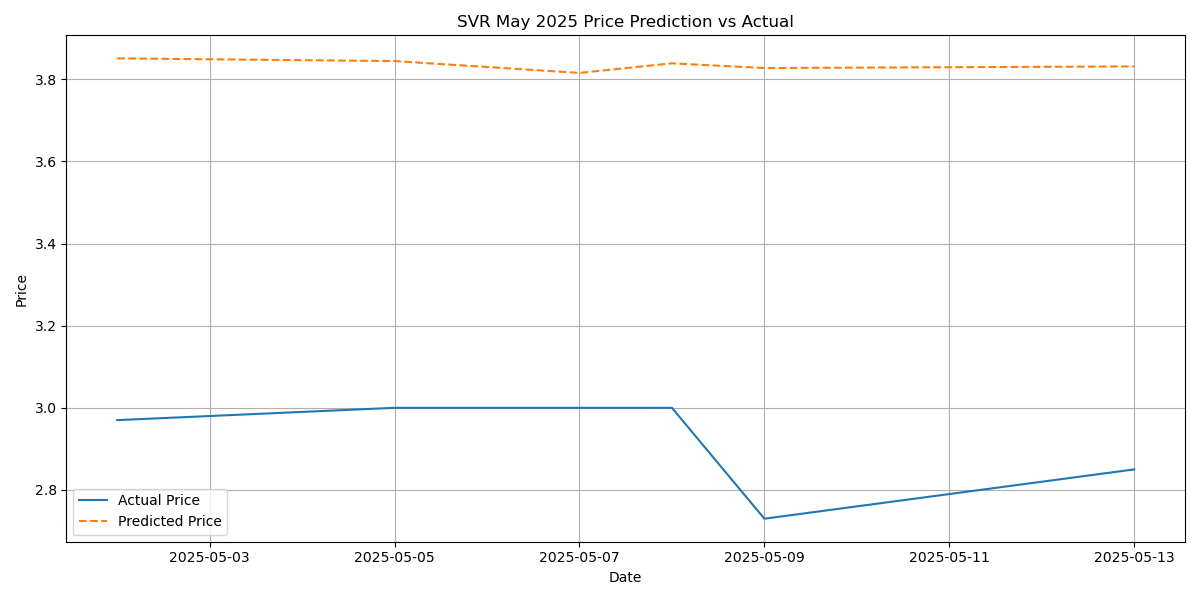 SVR May 2025 Price Prediction vs Actual
Price
3.8
3.6
3.4
3.2
3.0
2.8
Actual Price
Predicted Price
2025-05-03 2025-05-05 2025-05-07 2025-05-09 2025-05-11 2025-05-13
Date